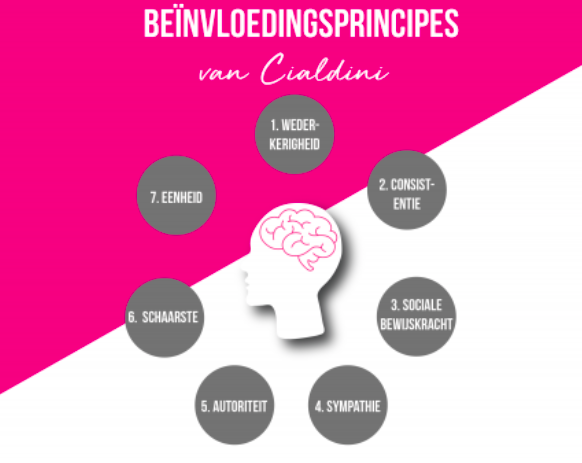 BEÏNVLOEDINGSPRINCIPES
van Cialdini
1. WEDER-
KERIGHEID
2. CONSIST-
ENTIE
3. SOCIALE
BEWIJSKRACHT
4. SYMPATHIE
5. AUTORITEIT
6. SCHAARSTE
7. EENHEID